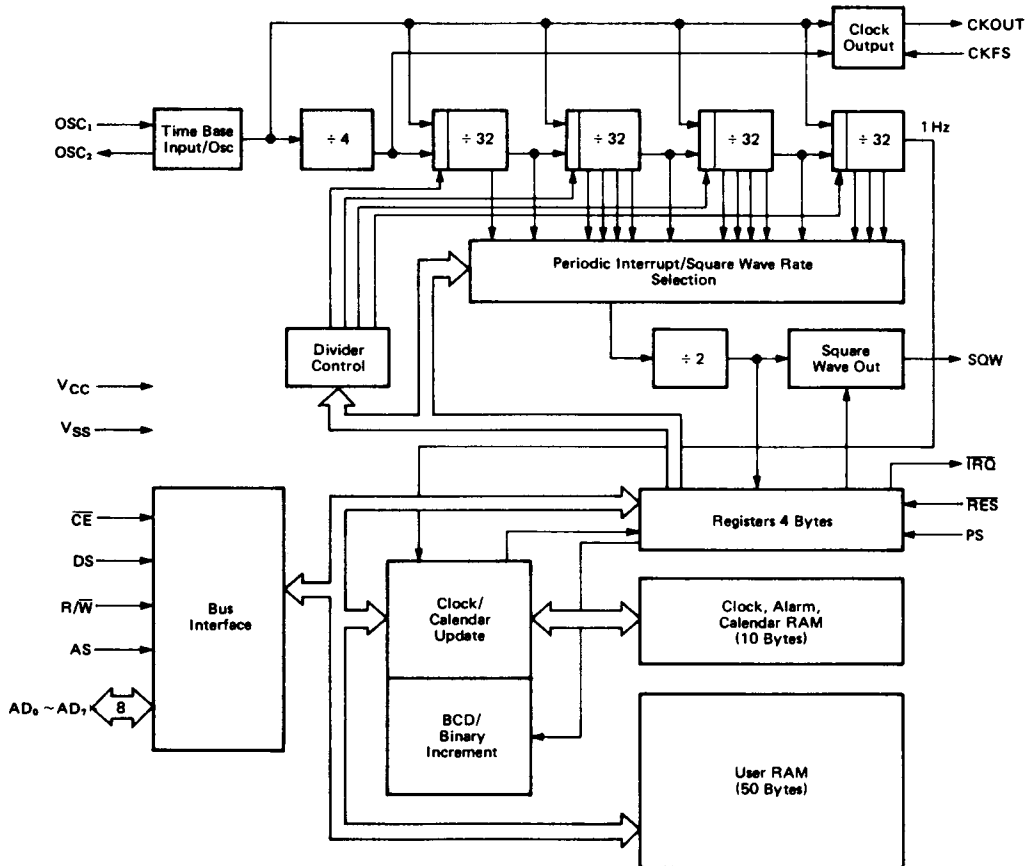 Clock
Output
CKOUT
CKFS
OSC₁
OSC₂
Time Base
Input/Osc
÷ 4
÷ 32
÷ 32
÷ 32
÷ 32
1 Hz
Periodic Interrupt/Square Wave Rate
Selection
Divider
Control
÷ 2
Square
Wave Out
SQW
V_CC
V_SS
I̅R̅Q̅
R̅E̅S̅
PS
Registers 4 Bytes
C̅E̅
DS
R/W̅
AS
AD₀ ~ AD₇
8
Bus
Interface
Clock/
Calendar
Update
BCD/
Binary
Increment
Clock, Alarm,
Calendar RAM
(10 Bytes)
User RAM
(50 Bytes)